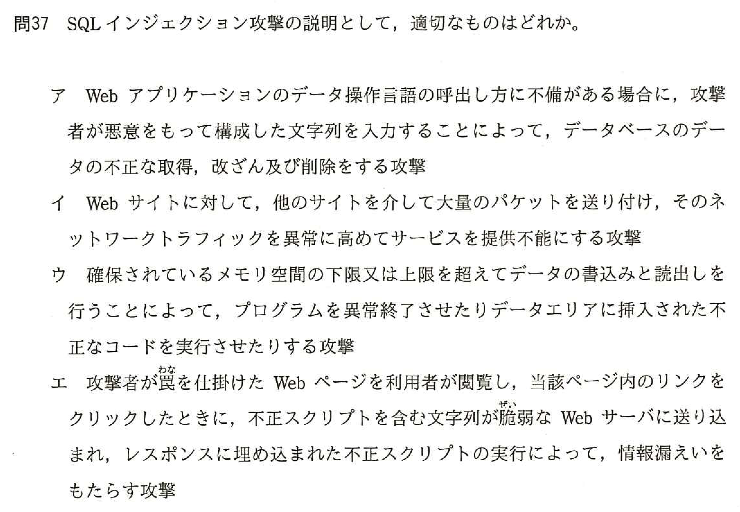 問37 SQLインジェクション攻撃の説明として，適切なものはどれか。
ア Web アプリケーションのデータ操作言語の呼出し方に不備がある場合に，攻撃
者が悪意をもって構成した文字列を入力することによって，データベースのデー
タの不正な取得，改ざん及び削除をする攻撃
イ Web サイトに対して，他のサイトを介して大量のパケットを送り付け，そのネ
ットワークトラフィックを異常に高めてサービスを提供不能にする攻撃
ウ 確保されているメモリ空間の下限又は上限を超えてデータの書込みと読出しを
行うことによって，プログラムを異常終了させたりデータエリアに挿入された不
正なコードを実行させたりする攻撃
わな
エ 攻撃者が罠を仕掛けた Web ページを利用者が閲覧し，当該ページ内のリンクを
ぜい
クリックしたときに，不正スクリプトを含む文字列が脆弱な Web サーバに送り込
まれ，レスポンスに埋め込まれた不正スクリプトの実行によって，情報漏えいを
もたらす攻撃